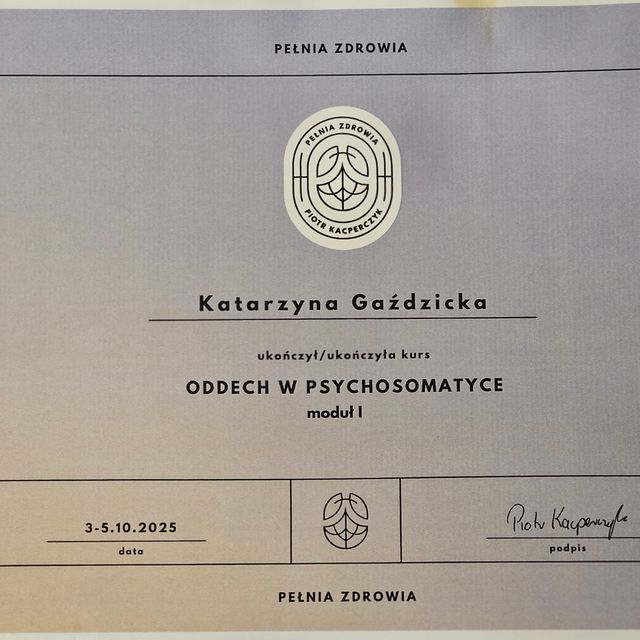 PEŁNIA ZDROWIA
PEŁNIA ZDROWIA
PIOTR KACPERCZYK
Katarzyna Gaździcka
ukończył/ukończyła kurs
ODDECH W PSYCHOSOMATYCE
moduł I
3-5.10.2025
data
Piotr Kacperczyk
podpis
PEŁNIA ZDROWIA